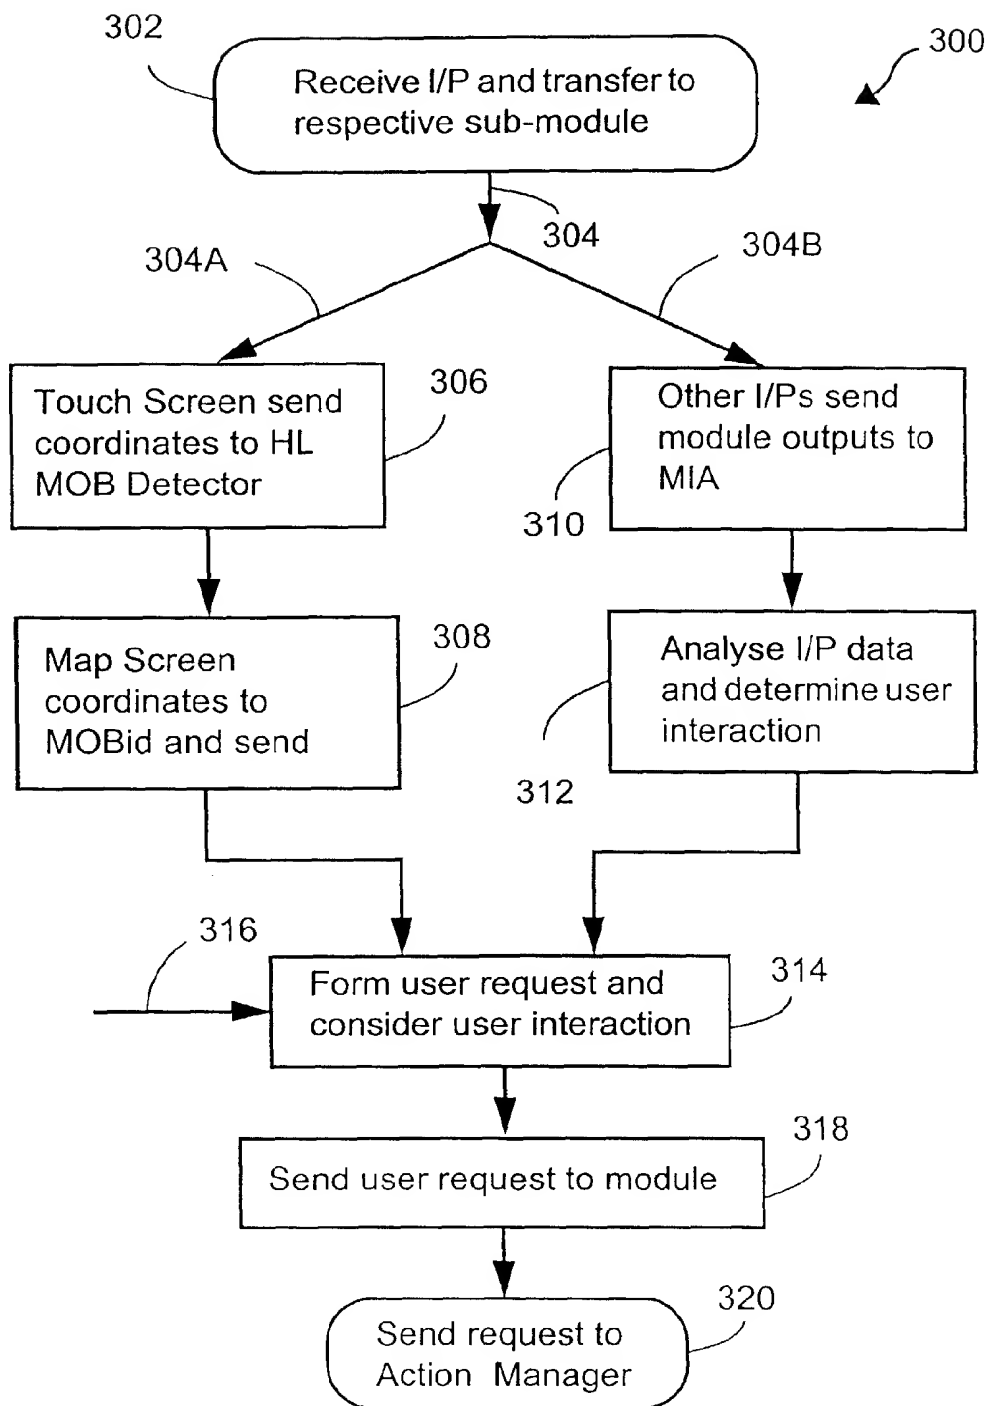 302
300
Receive I/P and transfer to
respective sub-module
304
304A
304B
Touch Screen send
coordinates to HL
MOB Detector
306
Other I/Ps send
module outputs to
MIA
310
Map Screen
coordinates to
MOBid and send
308
Analyse I/P data
and determine user
interaction
312
316
Form user request and
consider user interaction
314
Send user request to module
318
Send request to
Action Manager
320